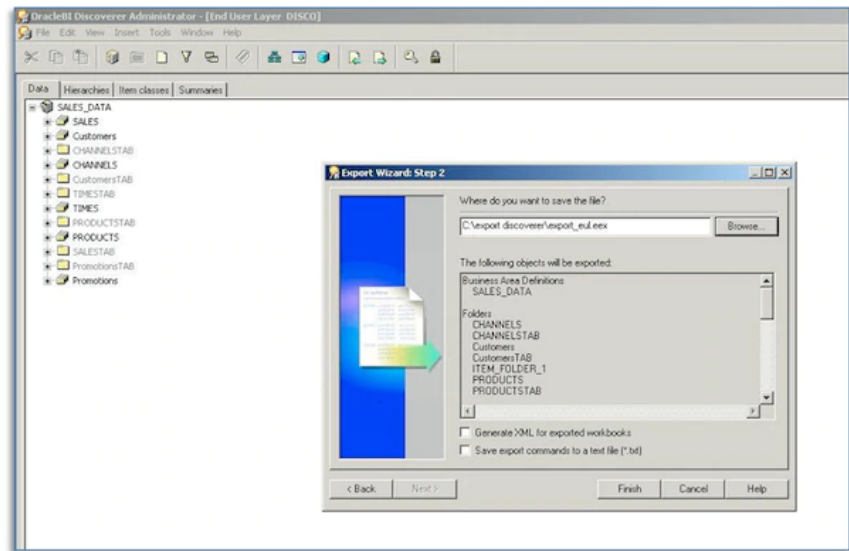 OracleBI Discoverer Administrator - [End User Layer DISCO]
File Edit View Insert Tools Window Help
Data Hierarchies Item classes Summaries
SALES_DATA
SALES
Customers
CHANNELSTAB
CHANNELS
CustomersTAB
TIMESTAB
TIMES
PRODUCTSTAB
PRODUCTS
SALESTAB
PromotionsTAB
Promotions
Export Wizard: Step 2
Where do you want to save the file?
C:\export discoverer\export_eul.eex Browse...
The following objects will be exported:
Business Area Definitions
SALES_DATA
Folders
CHANNELS
CHANNELSTAB
Customers
CustomersTAB
ITEM_FOLDER_1
PRODUCTS
PRODUCTSTAB
Generate XML for exported workbooks
Save export commands to a text file (*.txt)
< Back Next > Finish Cancel Help